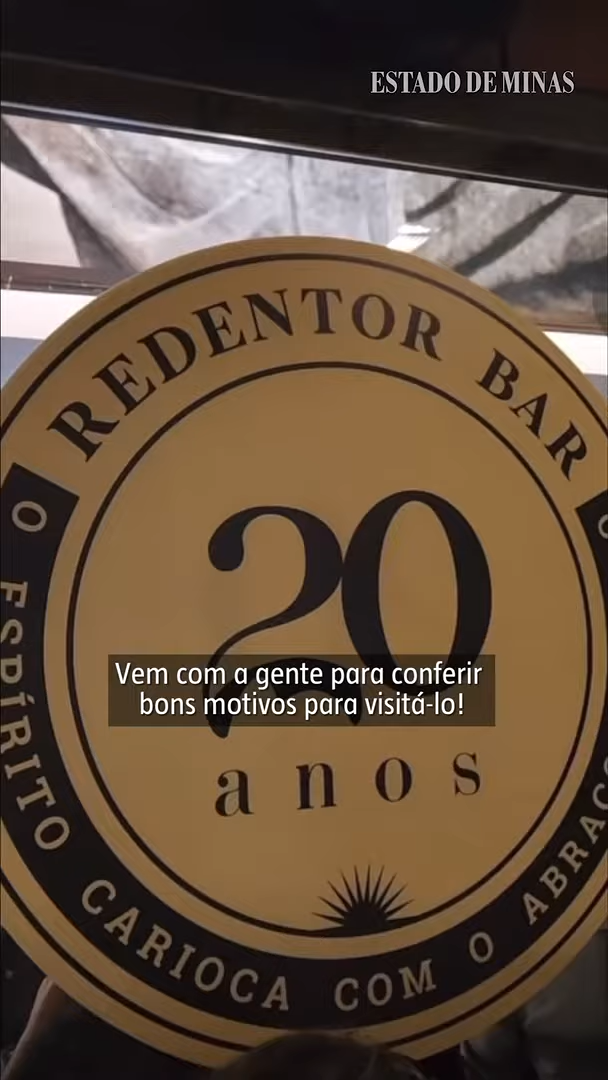 ESTADO DE MINAS
REDENTOR BAR
20
anos
O ESPÍRITO CARIOCA COM O ABRAÇO
Vem com a gente para conferir
bons motivos para visitá-lo!